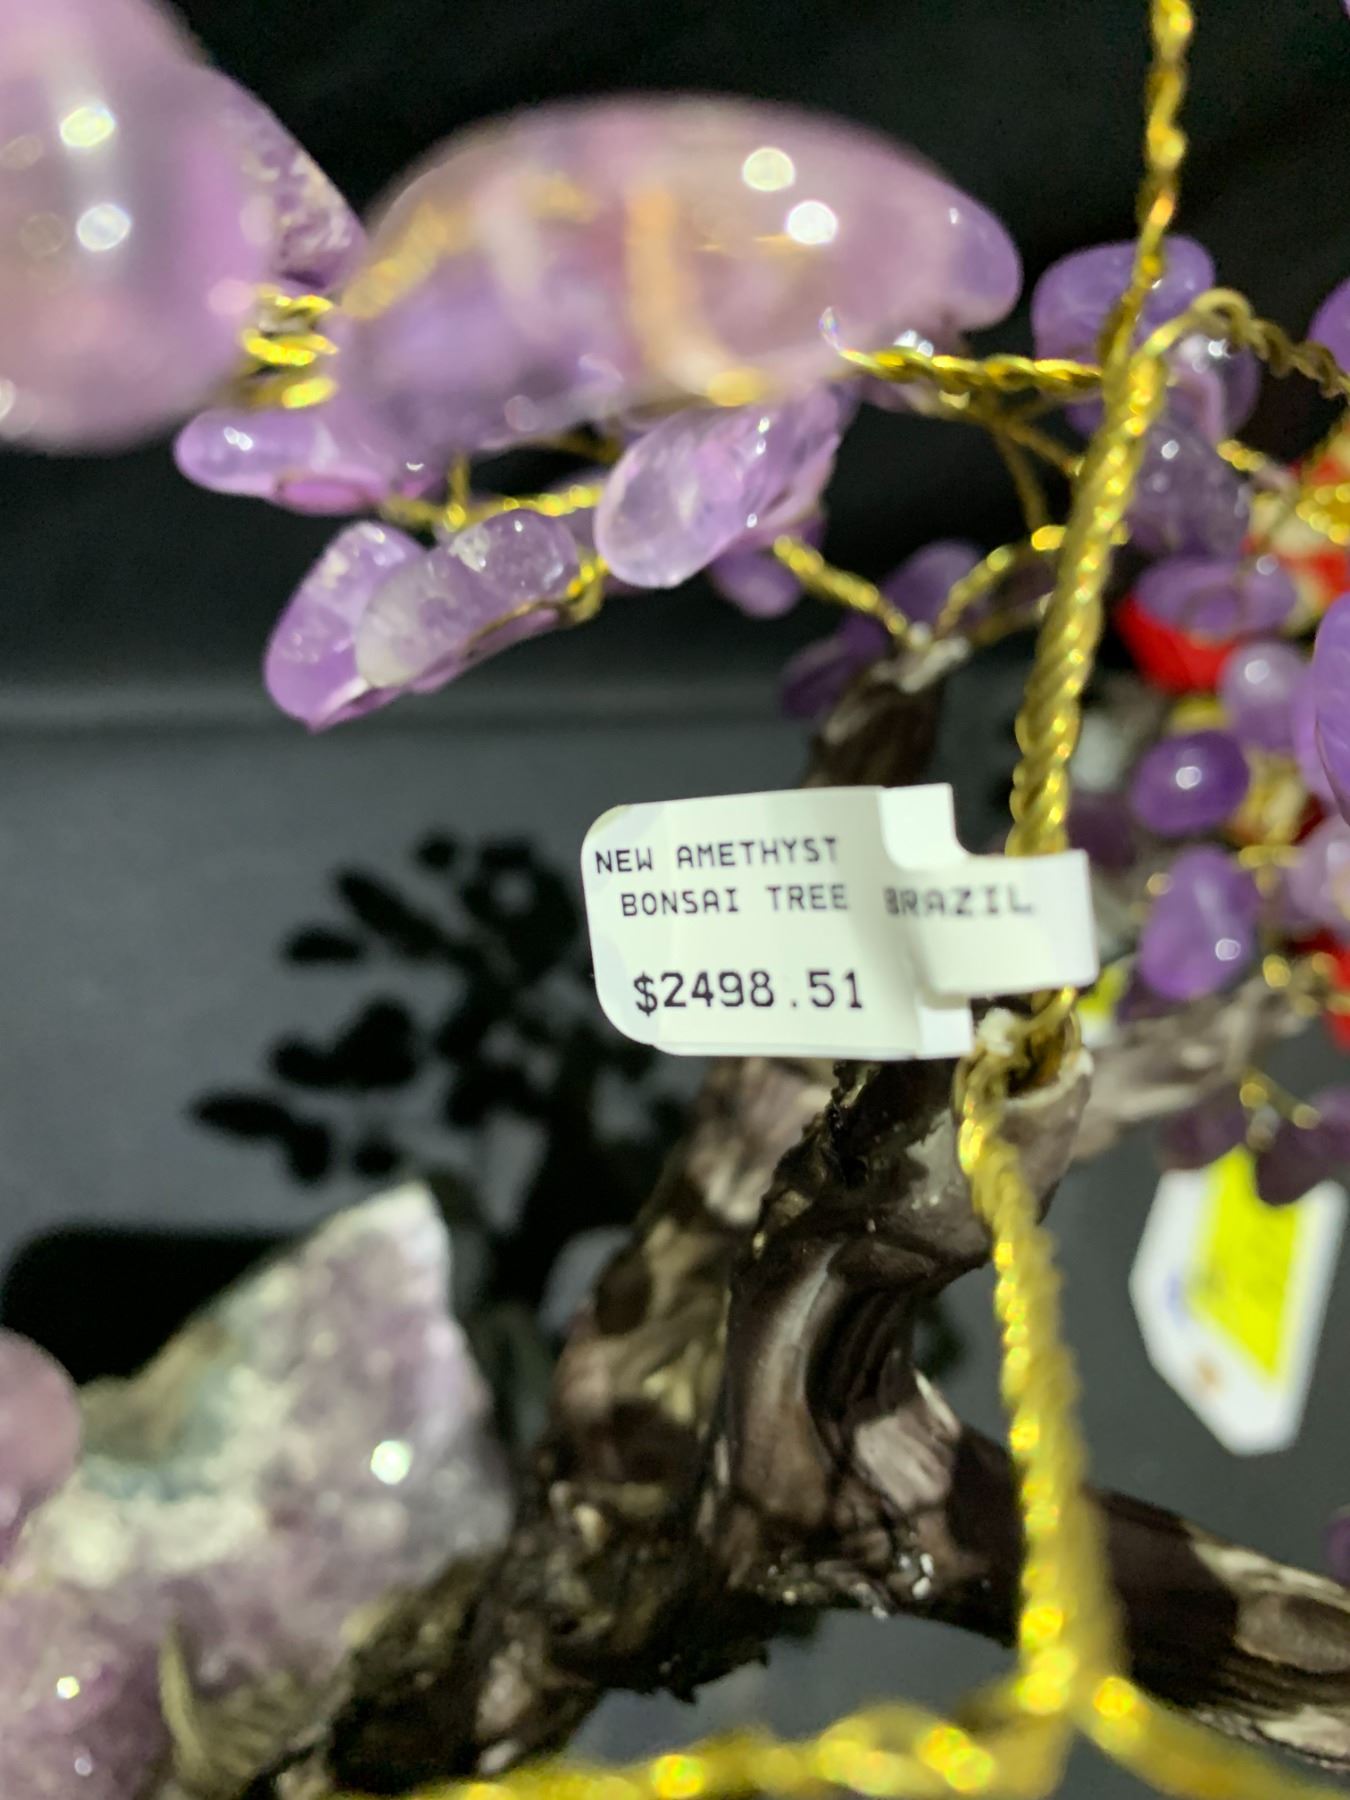 NEW AMETHYST
BONSAI TREE BRAZIL
$2498.51